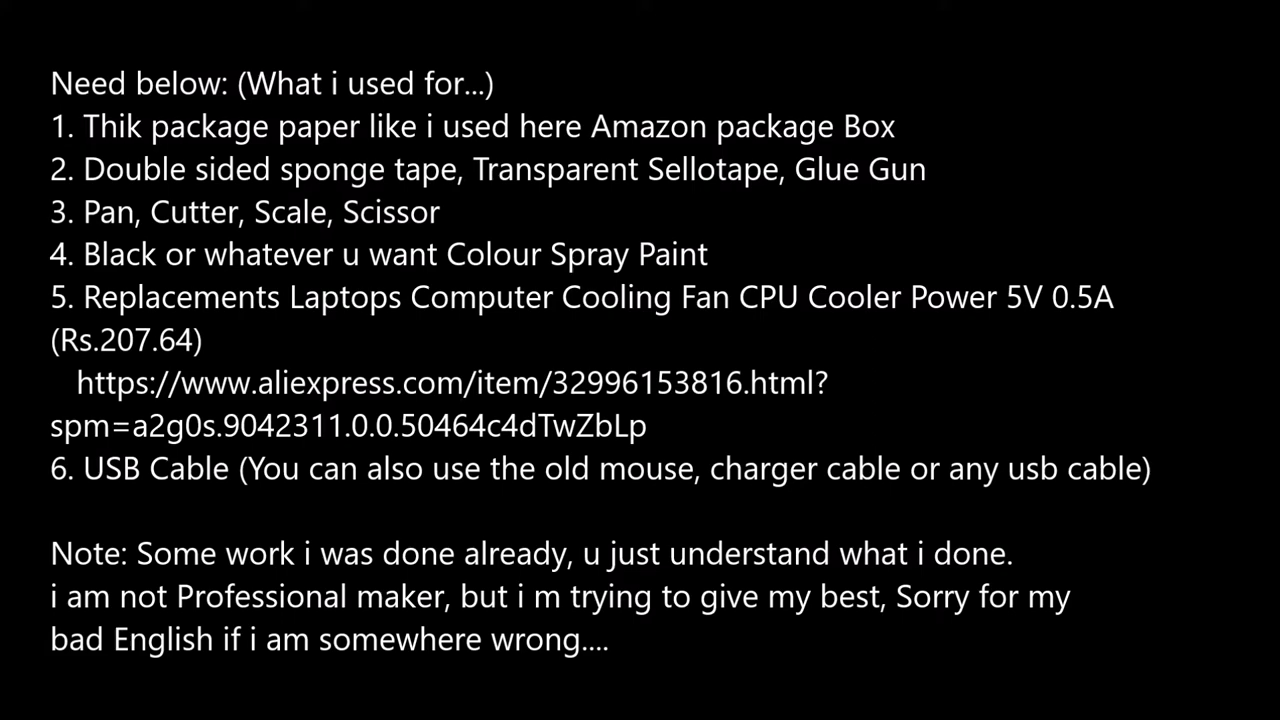 Need below: (What i used for...)
1. Thik package paper like i used here Amazon package Box
2. Double sided sponge tape, Transparent Sellotape, Glue Gun
3. Pan, Cutter, Scale, Scissor
4. Black or whatever u want Colour Spray Paint
5. Replacements Laptops Computer Cooling Fan CPU Cooler Power 5V 0.5A
(Rs.207.64)
https://www.aliexpress.com/item/32996153816.html?
spm=a2g0s.9042311.0.0.50464c4dTwZbLp
6. USB Cable (You can also use the old mouse, charger cable or any usb cable)
Note: Some work i was done already, u just understand what i done.
i am not Professional maker, but i m trying to give my best, Sorry for my
bad English if i am somewhere wrong....